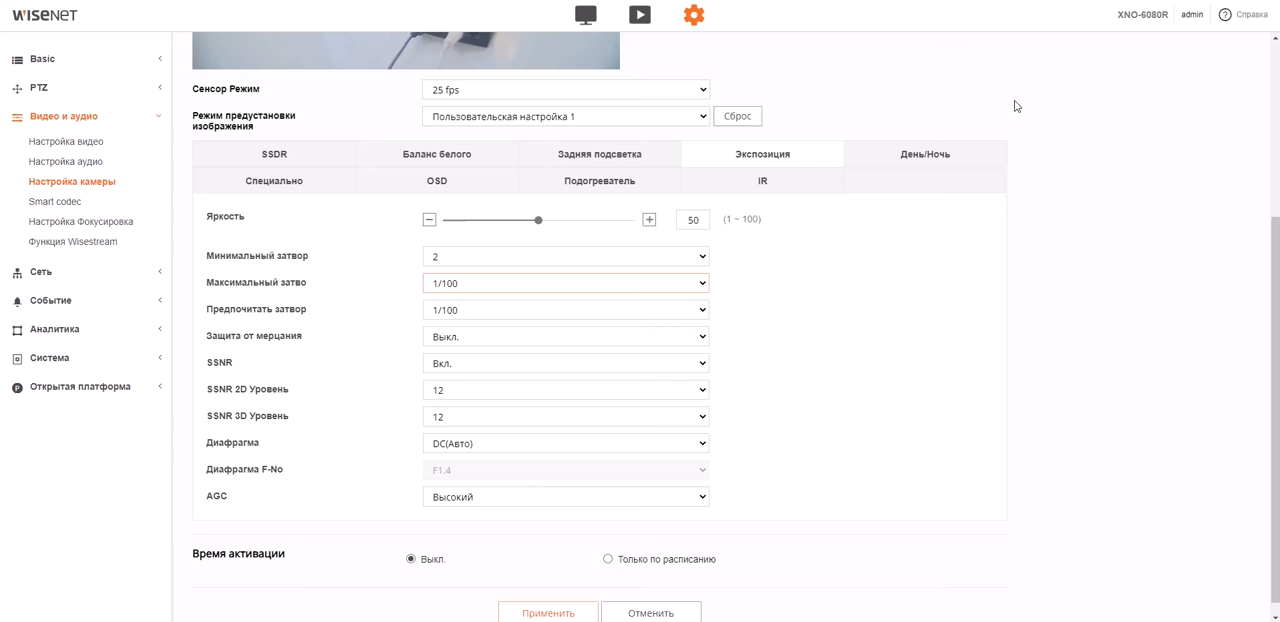 WISENET
XNO-6080R admin ? Справка
Basic
PTZ
Видео и аудио
Настройка видео
Настройка аудио
Настройка камеры
Smart codec
Настройка Фокусировка
Функция Wisestream
Сеть
Событие
Аналитика
Система
Открытая платформа
Сенсор Режим 25 fps
Режим предустановки
изображения
Пользовательская настройка 1 Сброс
SSDR Баланс белого Задняя подсветка Экспозиция День/Ночь
Специально OSD Подогреватель IR
Яркость 50 (1 ~ 100)
Минимальный затвор 2
Максимальный затво 1/100
Предпочитать затвор 1/100
Защита от мерцания Выкл.
SSNR Вкл.
SSNR 2D Уровень 12
SSNR 3D Уровень 12
Диафрагма DC(Авто)
Диафрагма F-No F1.4
AGC Высокий
Время активации Выкл. Только по расписанию
Применить Отменить